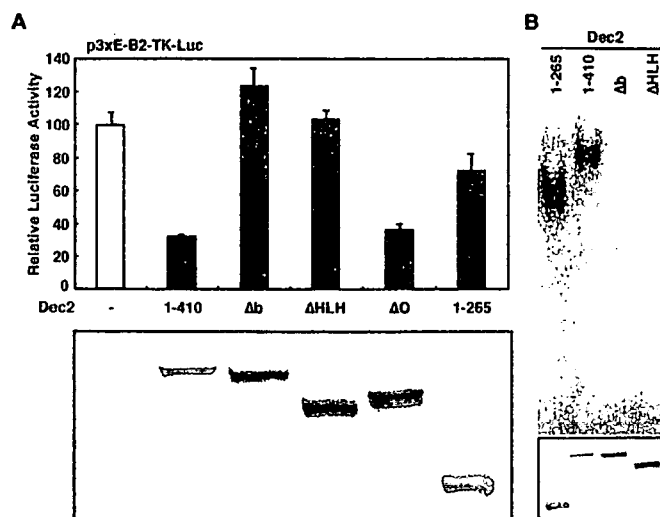 A
p3xE-B2-TK-Luc
Relative Luciferase Activity
140
120
100
80
60
40
20
0
Dec2 - 1-410 Δb ΔHLH ΔO 1-265
B
Dec2
1-265 1-410 Δb ΔHLH